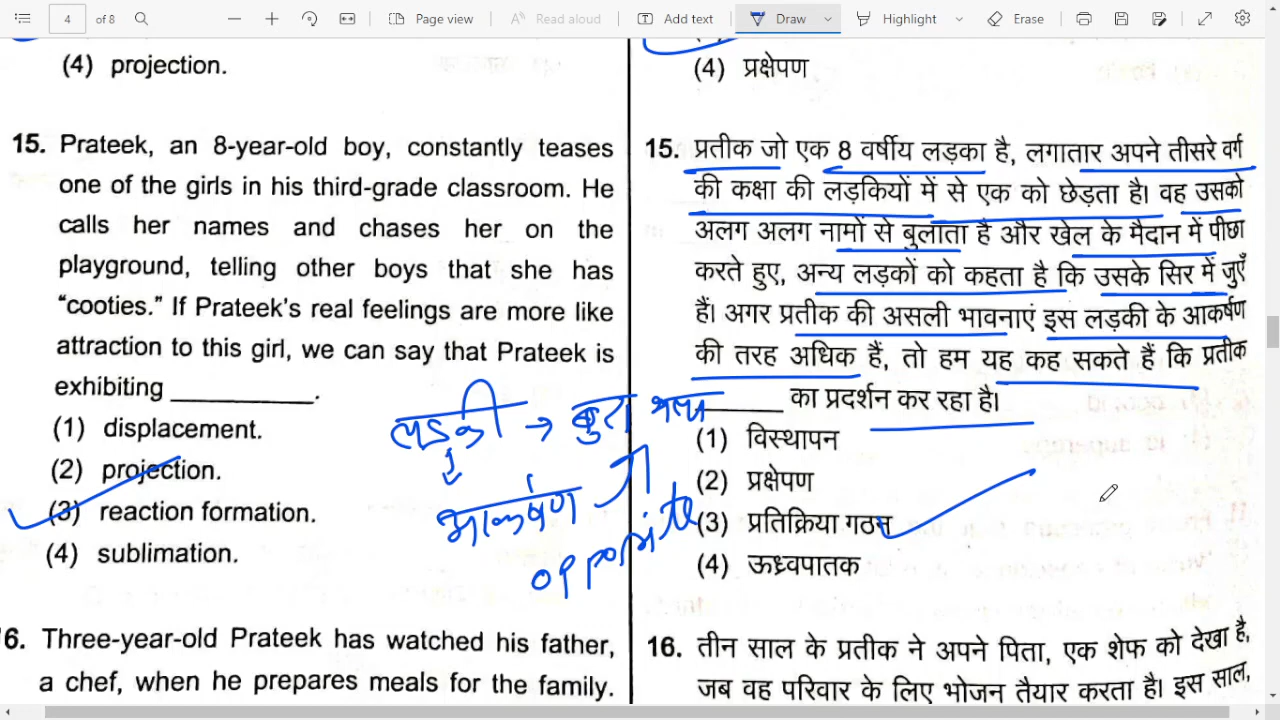 4 of 8 Page view Read aloud Add text Draw Highlight Erase
(4) projection.
15. Prateek, an 8-year-old boy, constantly teases
one of the girls in his third-grade classroom. He
calls her names and chases her on the
playground, telling other boys that she has
“cooties.” If Prateek’s real feelings are more like
attraction to this girl, we can say that Prateek is
exhibiting __________.
(1) displacement.
(2) projection.
(3) reaction formation.
(4) sublimation.
6. Three-year-old Prateek has watched his father,
a chef, when he prepares meals for the family.
लड़की → बुरा भला
आकर्षण
opposite
(4) प्रक्षेपण
15. प्रतीक जो एक 8 वर्षीय लड़का है, लगातार अपने तीसरे वर्ग
की कक्षा की लड़कियों में से एक को छेड़ता है। वह उसको
अलग अलग नामों से बुलाता है और खेल के मैदान में पीछा
करते हुए, अन्य लड़कों को कहता है कि उसके सिर में जुएँ
हैं। अगर प्रतीक की असली भावनाएं इस लड़की के आकर्षण
की तरह अधिक हैं, तो हम यह कह सकते हैं कि प्रतीक
______ का प्रदर्शन कर रहा है।
(1) विस्थापन
(2) प्रक्षेपण
(3) प्रतिक्रिया गठन
(4) ऊध्र्वपातक
16. तीन साल के प्रतीक ने अपने पिता, एक शेफ को देखा है,
जब वह परिवार के लिए भोजन तैयार करता है। इस साल,